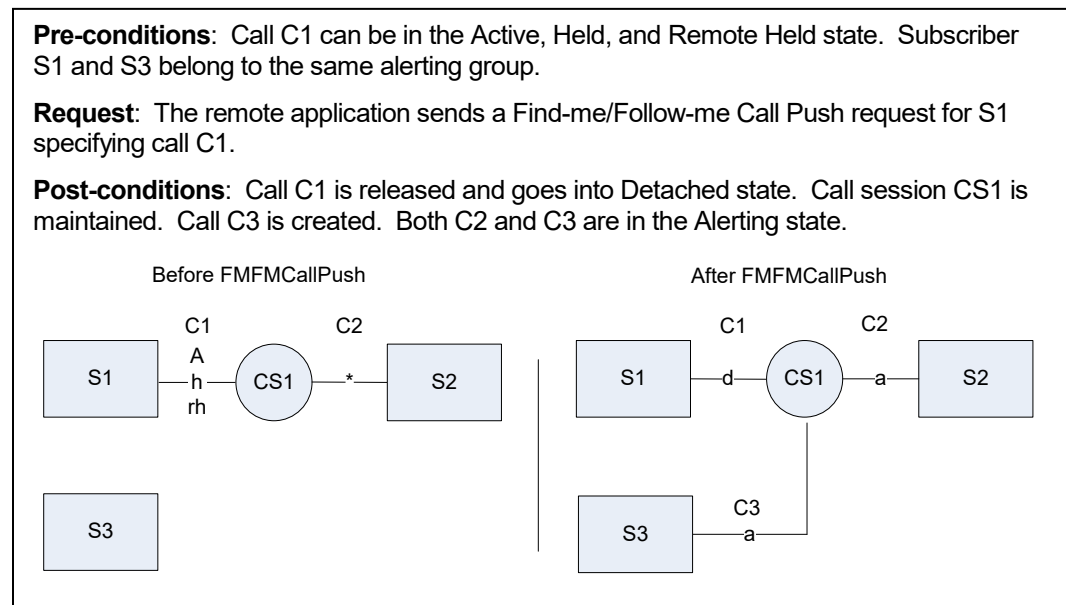 Pre-conditions: Call C1 can be in the Active, Held, and Remote Held state. Subscriber
S1 and S3 belong to the same alerting group.
Request: The remote application sends a Find-me/Follow-me Call Push request for S1
specifying call C1.
Post-conditions: Call C1 is released and goes into Detached state. Call session CS1 is
maintained. Call C3 is created. Both C2 and C3 are in the Alerting state.
Before FMFMCallPush
C1
C2
A
S1
h
CS1
*
S2
rh
S3
After FMFMCallPush
C1
C2
S1
d
CS1
a
S2
C3
S3
a